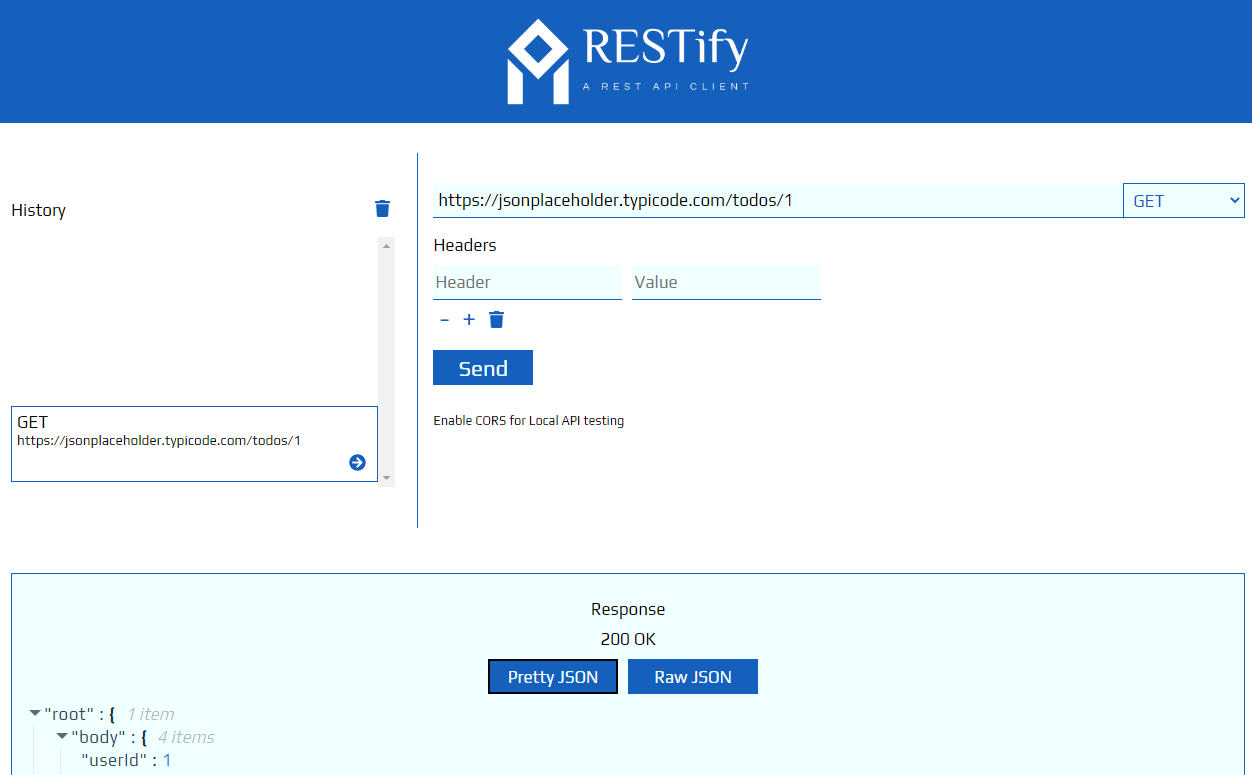 RESTify
A REST API CLIENT
History
GET
https://jsonplaceholder.typicode.com/todos/1
https://jsonplaceholder.typicode.com/todos/1
GET
Headers
Header
Value
- +
Send
Enable CORS for Local API testing
Response
200 OK
Pretty JSON
Raw JSON
"root" : { 1 item
"body" : { 4 items
"userId" : 1